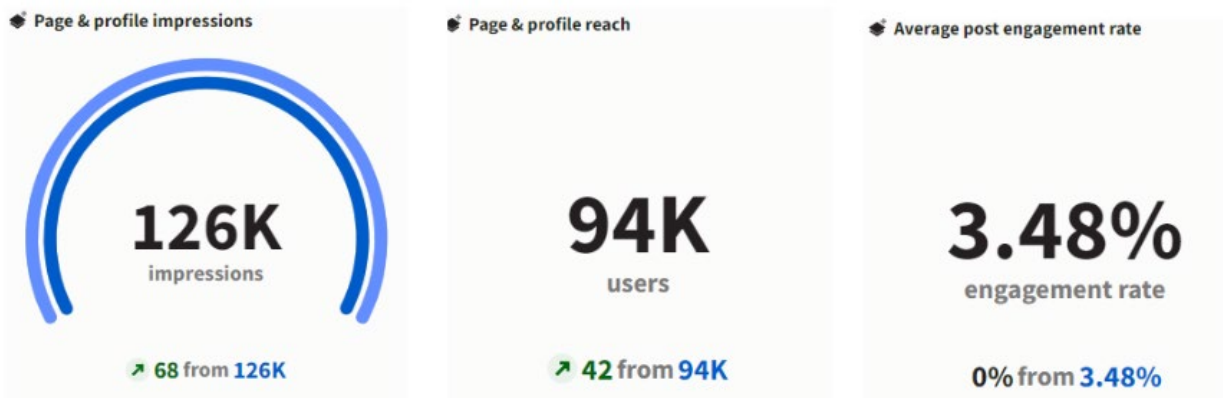 Page & profile impressions
126K
impressions
68 from 126K
Page & profile reach
94K
users
42 from 94K
Average post engagement rate
3.48%
engagement rate
0% from 3.48%